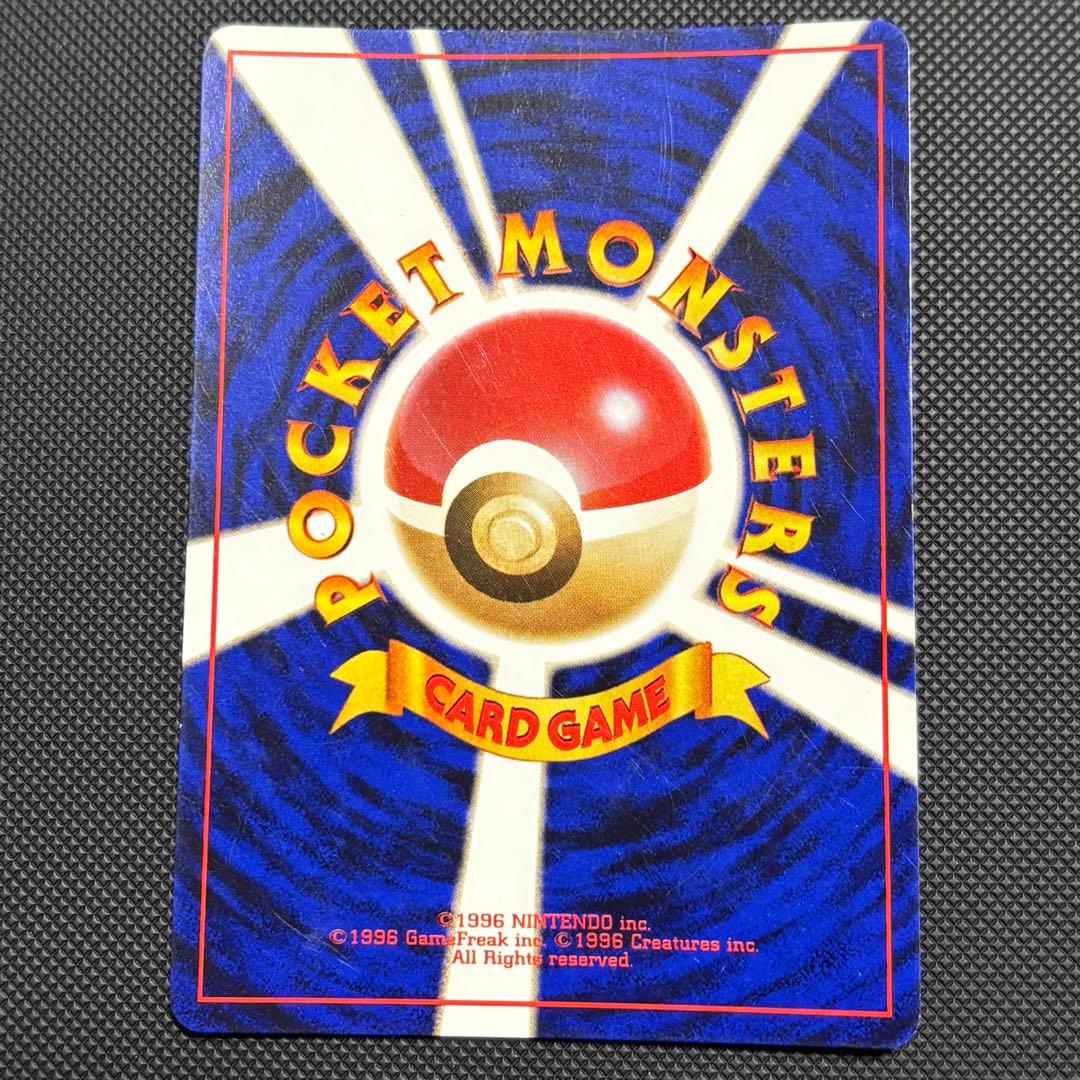 POCKET MONSTERS
CARD GAME
©1996 NINTENDO inc.
©1996 GameFreak inc. ©1996 Creatures inc.
All Rights reserved.